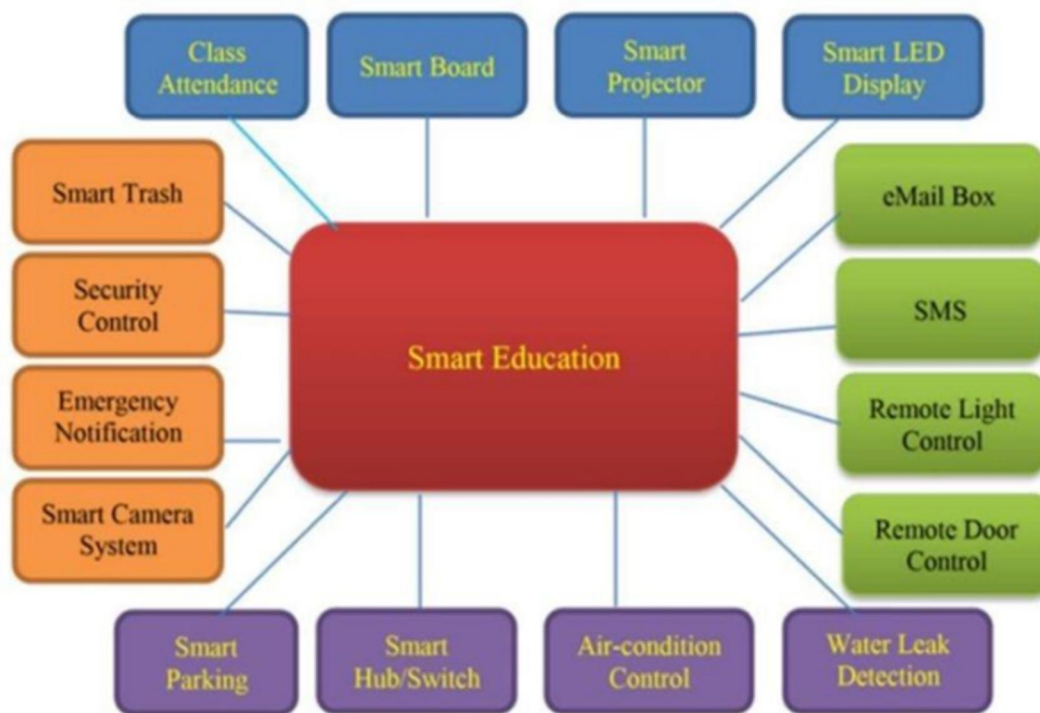 Class
Attendance
Smart Board
Smart
Projector
Smart LED
Display
Smart Trash
Security
Control
Emergency
Notification
Smart Camera
System
Smart Education
eMail Box
SMS
Remote Light
Control
Remote Door
Control
Smart
Parking
Smart
Hub/Switch
Air-condition
Control
Water Leak
Detection